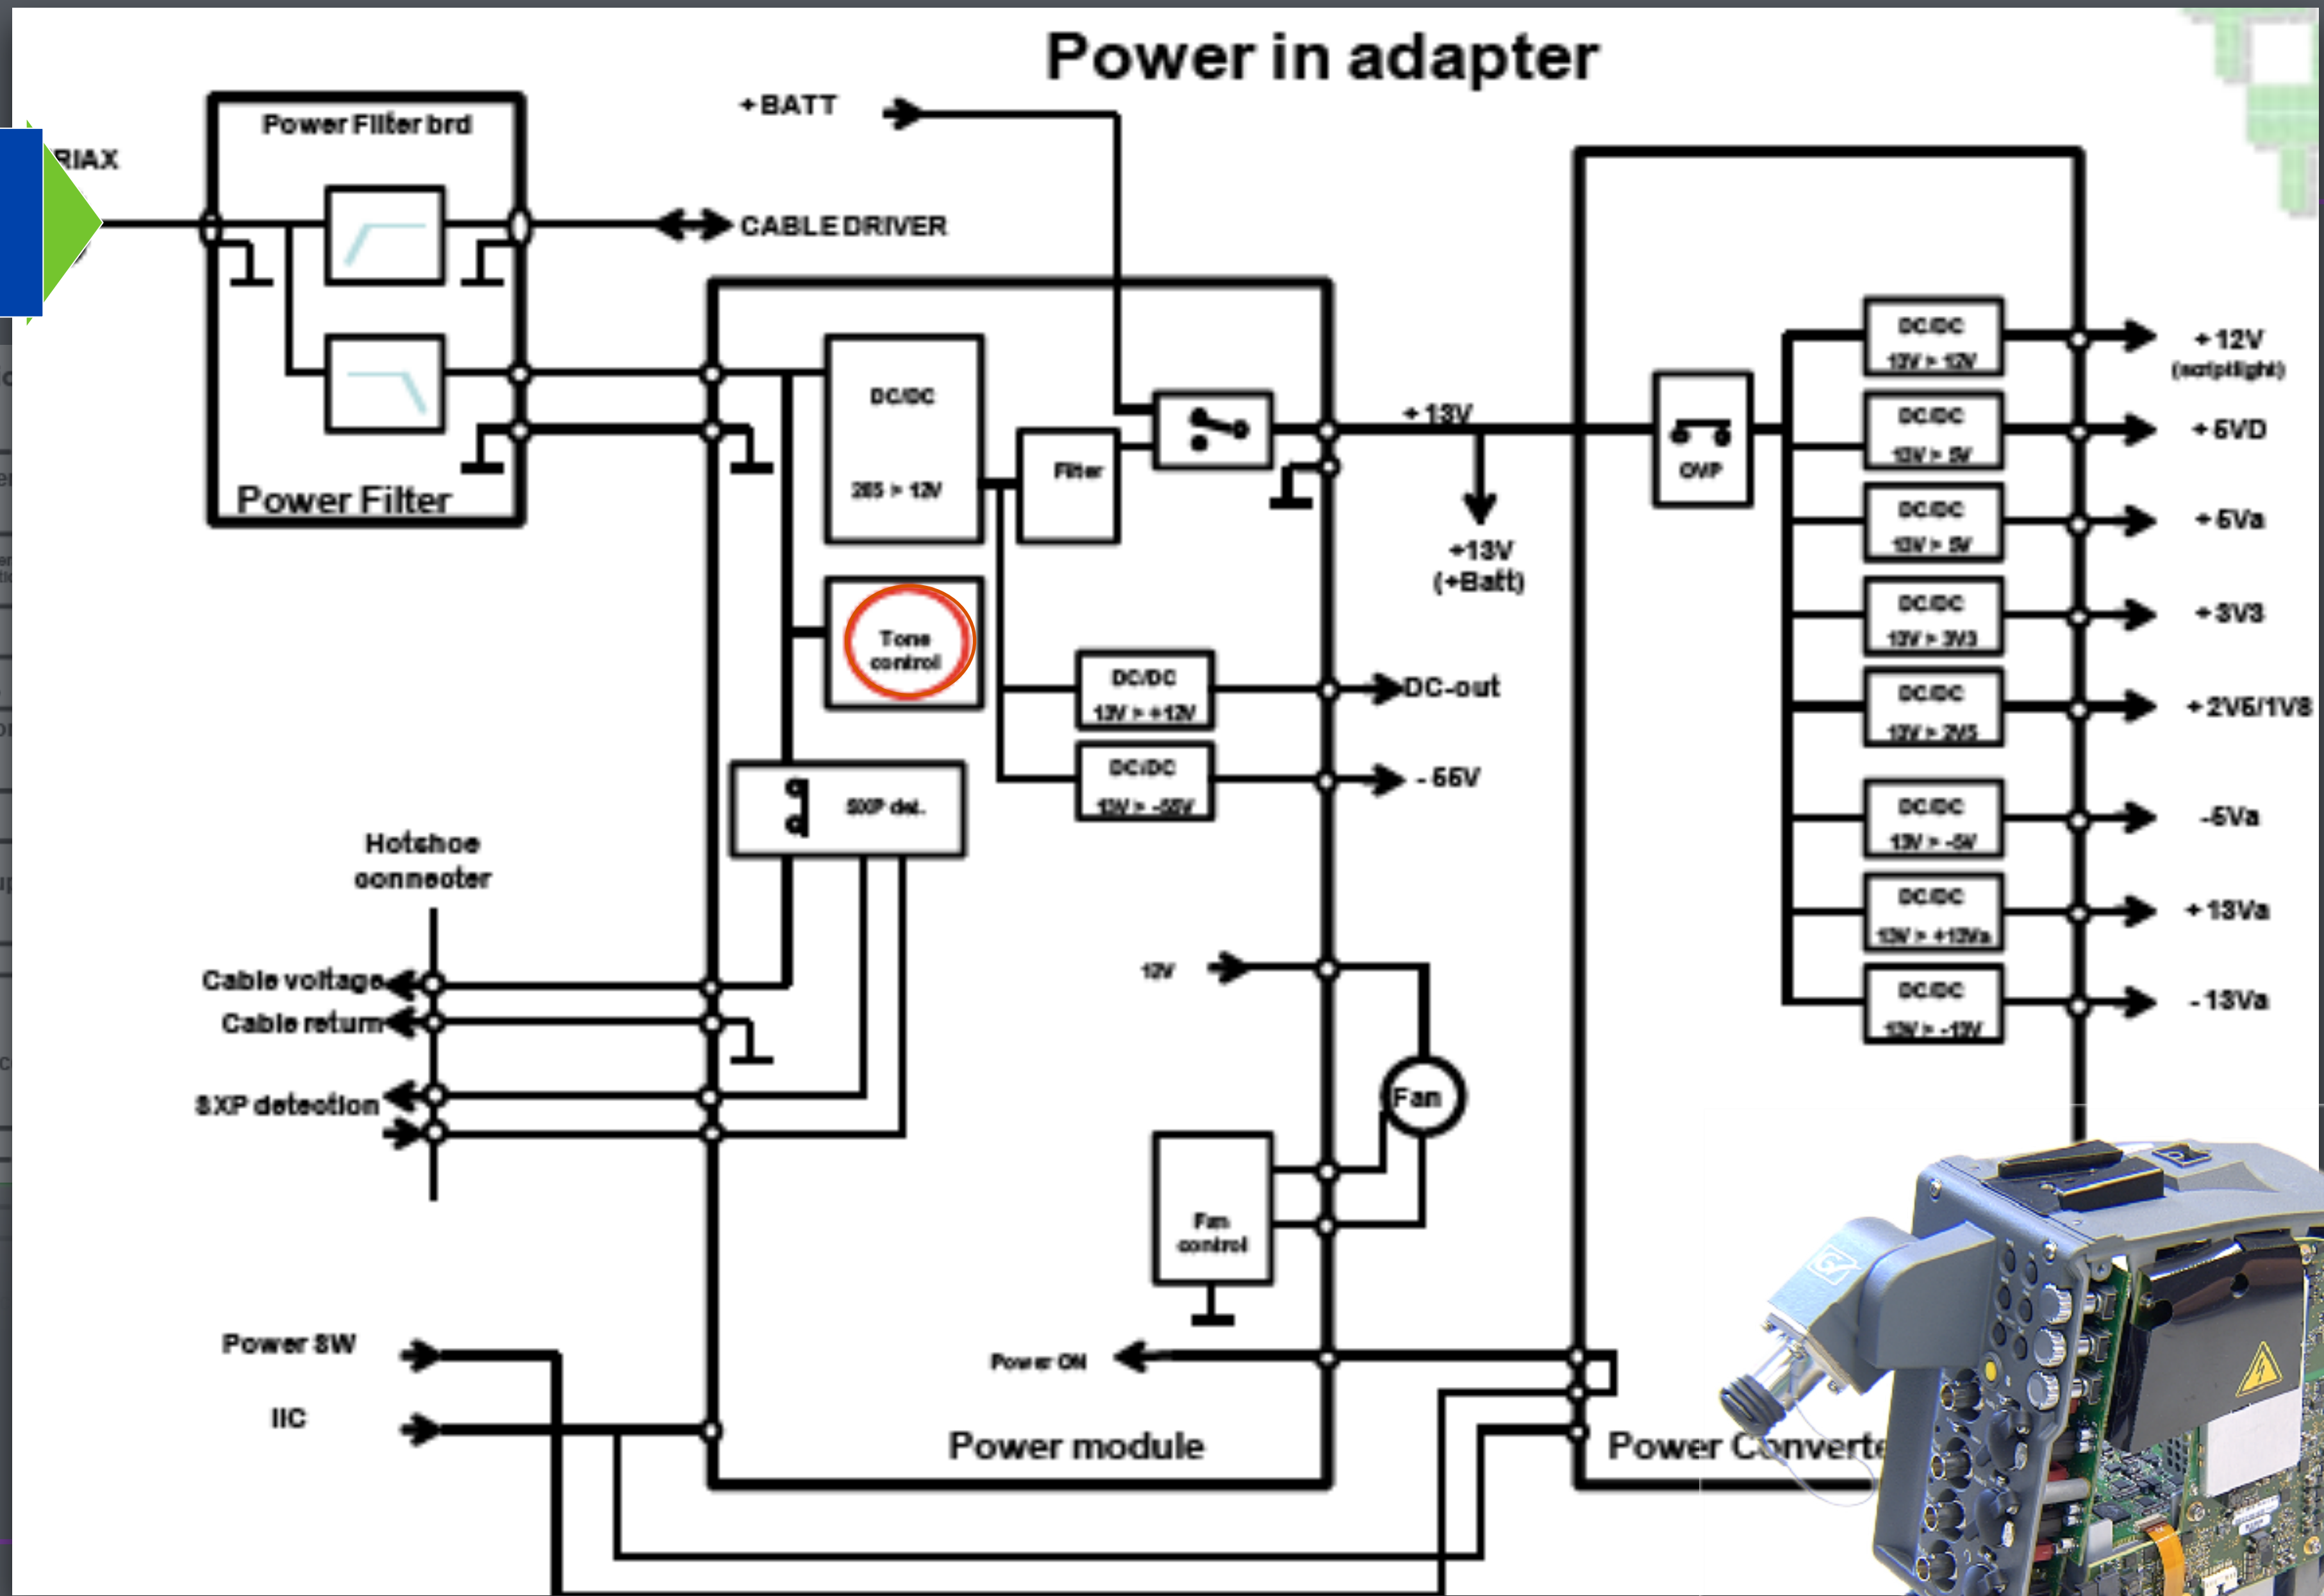 Power in adapter
Power Filter brd
RIAX
+BATT
CABLE DRIVER
Power Filter
DC/DC
265 > 12V
Filter
+13V
+13V
(+Batt)
OVP
DC/DC
13V > 12V
+12V
(scriptlight)
DC/DC
13V > 5V
+5VD
DC/DC
13V > 5V
+5Va
DC/DC
13V > 3V3
+3V3
DC/DC
13V > 2V5
+2V5/1V8
DC/DC
13V > -5V
-5Va
DC/DC
13V > +13Va
+13Va
DC/DC
13V > -13V
-13Va
Tone
control
DC/DC
13V > +12V
DC-out
DC/DC
13V > -55V
-55V
SXP det.
Hotshoe
connecter
Cable voltage
Cable return
SXP detection
12V
Fan
Fan
control
Power SW
IIC
Power ON
Power module
Power Converte